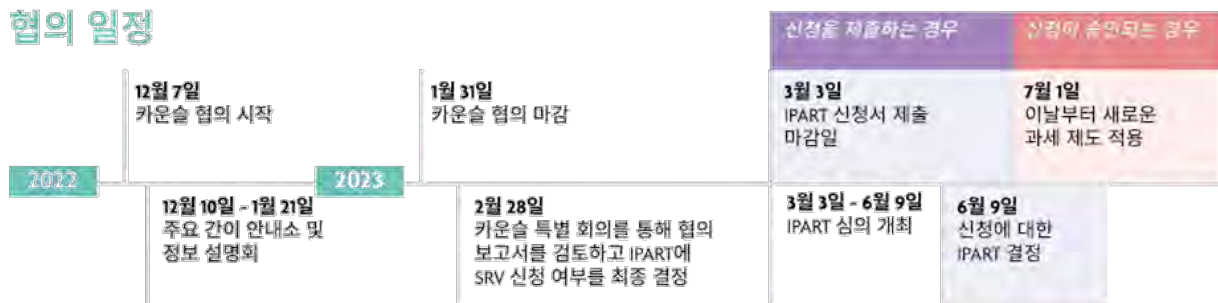 협의 일정
신청을 제출하는 경우
신청이 승인되는 경우
12월 7일
카운슬 협의 시작
1월 31일
카운슬 협의 마감
3월 3일
IPART 신청서 제출
마감일
7월 1일
이날부터 새로운
과세 제도 적용
2022
2023
12월 10일 - 1월 21일
주요 간이 안내소 및
정보 설명회
2월 28일
카운슬 특별 회의를 통해 협의
보고서를 검토하고 IPART에
SRV 신청 여부를 최종 결정
3월 3일 - 6월 9일
IPART 심의 개최
6월 9일
신청에 대한
IPART 결정